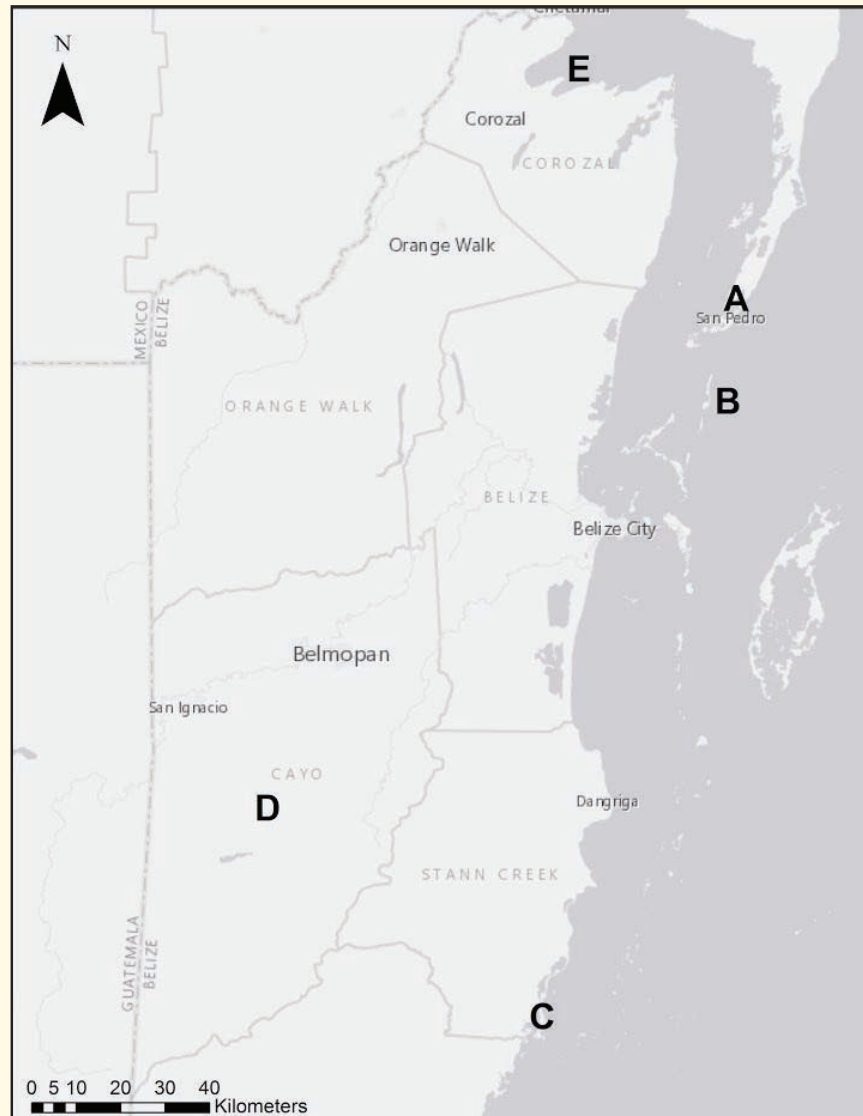 Chetumal
N
E
Corozal
COROZAL
Orange Walk
A
San Pedro
MEXICO
BELIZE
B
ORANGE WALK
BELIZE
Belize City
Belmopan
San Ignacio
CAYO
D
Dangriga
STANN CREEK
GUATEMALA
BELIZE
C
0 5 10 20 30 40
Kilometers